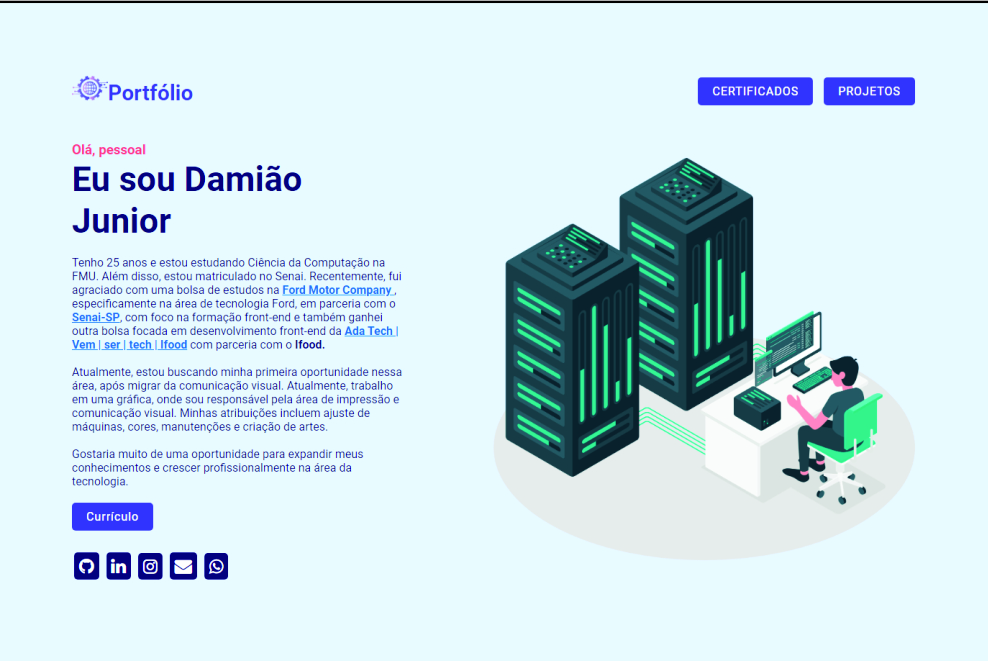 Portfólio
CERTIFICADOS
PROJETOS
Olá, pessoal
Eu sou Damião
Junior
Tenho 25 anos e estou estudando Ciência da Computação na
FMU. Além disso, estou matriculado no Senai. Recentemente, fui
agraciado com uma bolsa de estudos na Ford Motor Company ,
especificamente na área de tecnologia Ford, em parceria com o
Senai-SP, com foco na formação front-end e também ganhei
outra bolsa focada em desenvolvimento front-end da Ada Tech |
Vem | ser | tech | Ifood com parceria com o Ifood.
Atualmente, estou buscando minha primeira oportunidade nessa
área, após migrar da comunicação visual. Atualmente, trabalho
em uma gráfica, onde sou responsável pela área de impressão e
comunicação visual. Minhas atribuições incluem ajuste de
máquinas, cores, manutenções e criação de artes.
Gostaria muito de uma oportunidade para expandir meus
conhecimentos e crescer profissionalmente na área da
tecnologia.
Currículo
in